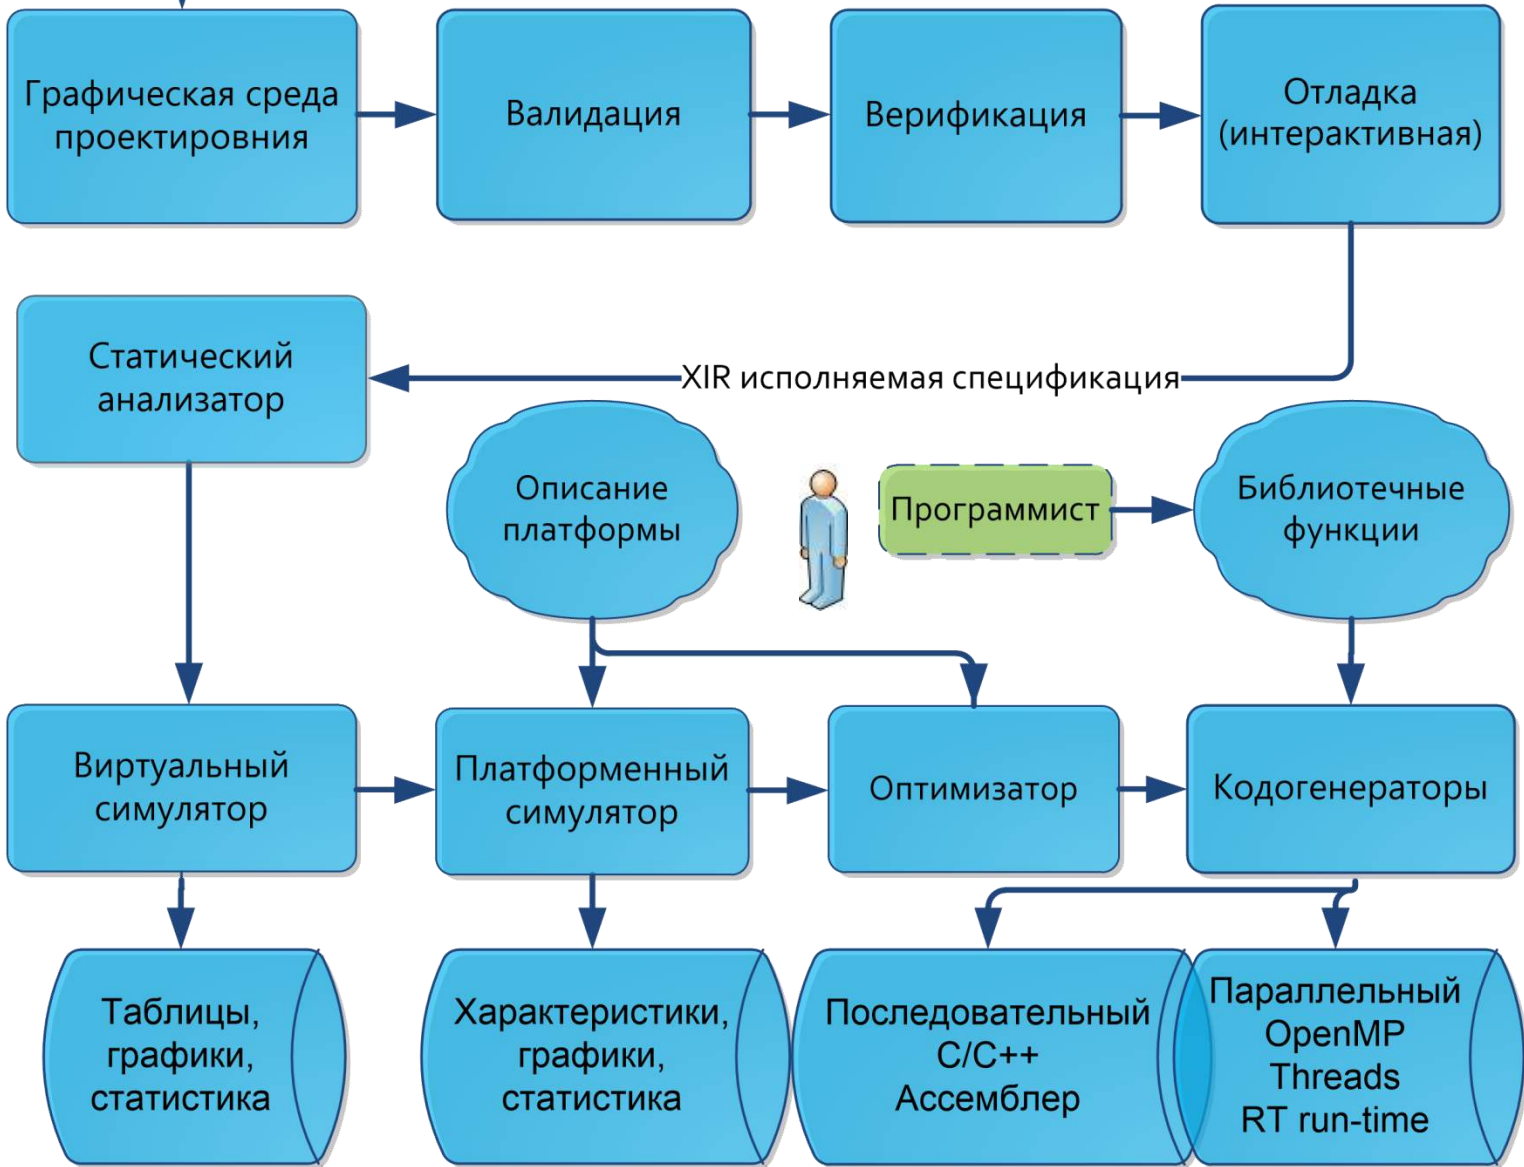 Графическая среда
проектировния
Валидация
Верификация
Отладка
(интерактивная)
Статический
анализатор
XIR исполняемая спецификация
Описание
платформы
Программист
Библиотечные
функции
Виртуальный
симулятор
Платформенный
симулятор
Оптимизатор
Кодогенераторы
Таблицы,
графики,
статистика
Характеристики,
графики,
статистика
Последовательный
C/C++
Ассемблер
Параллельный
OpenMP
Threads
RT run-time